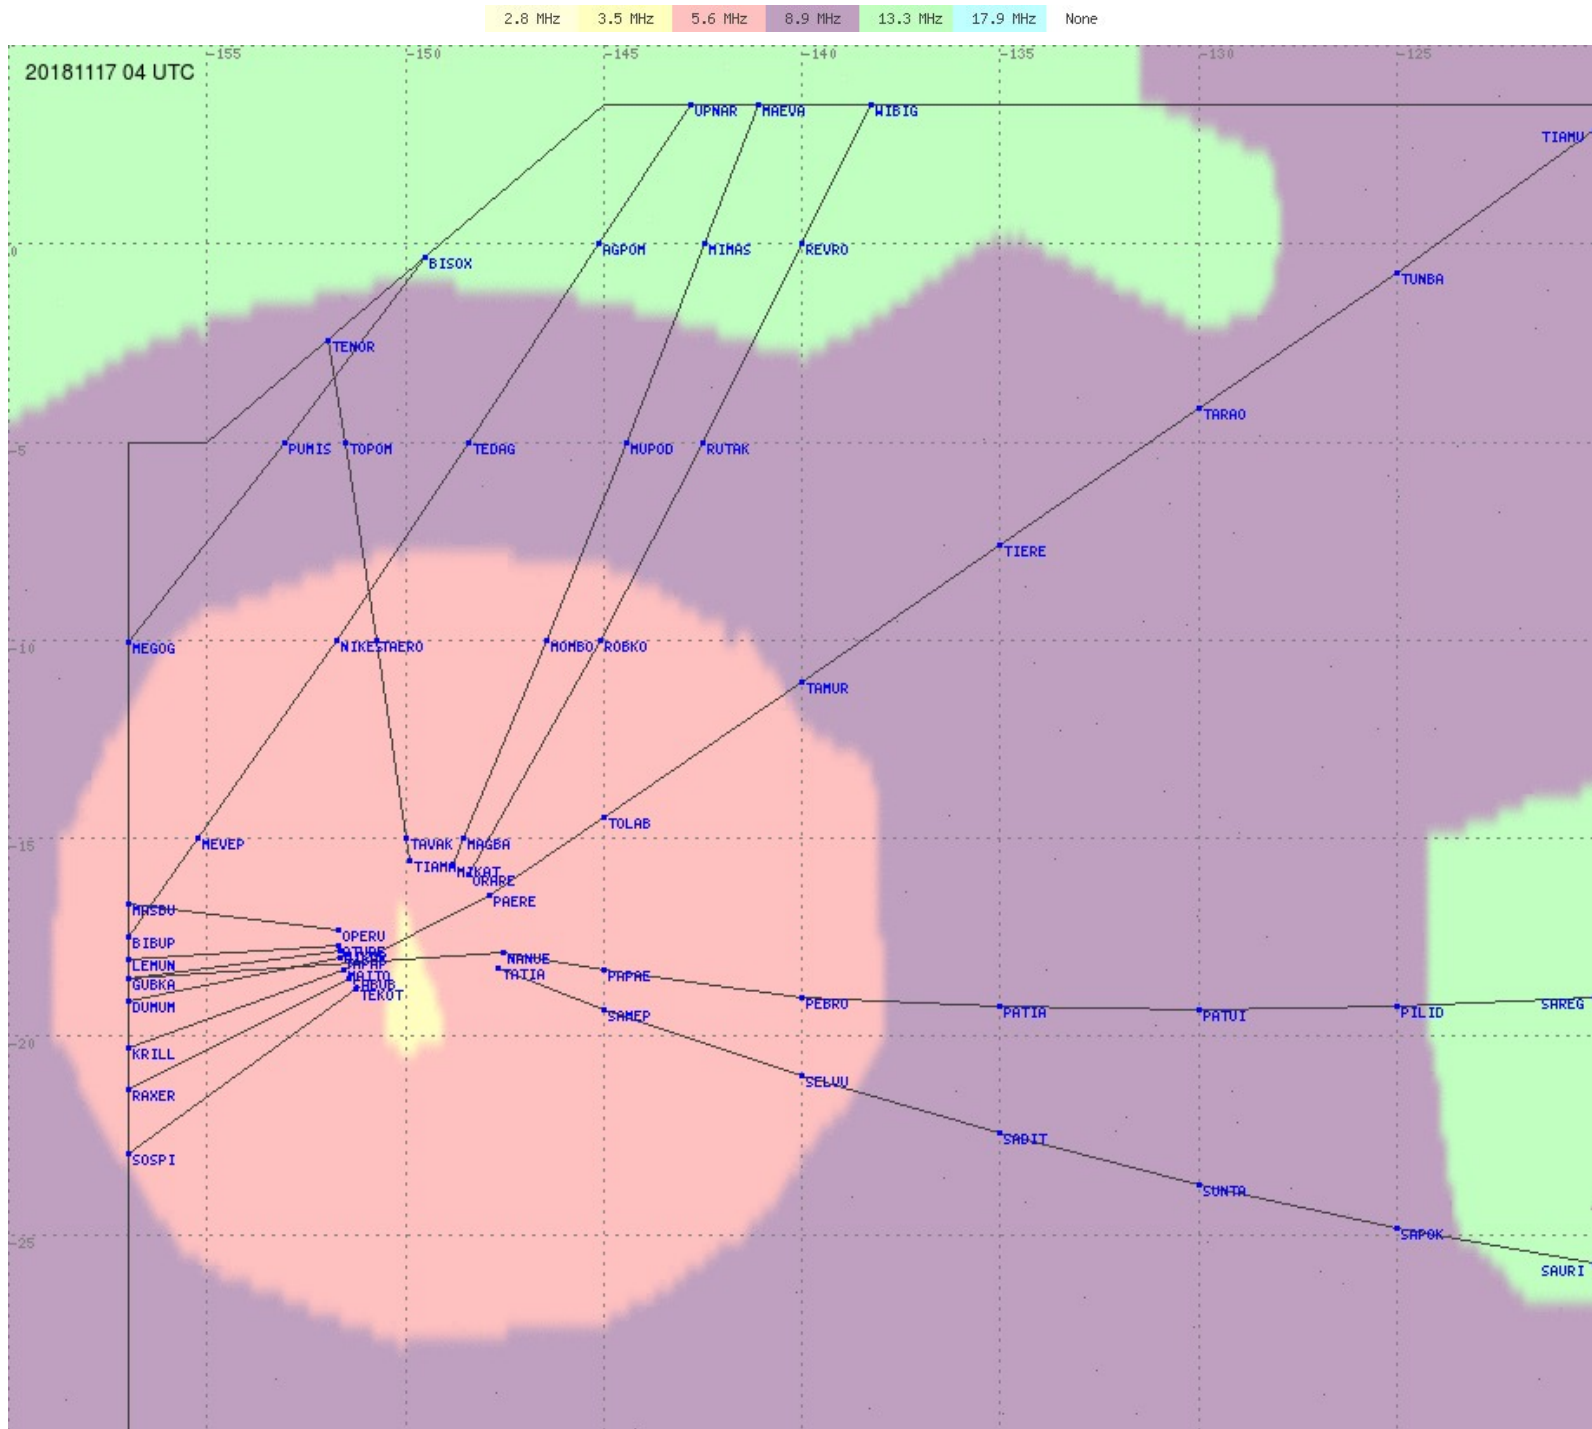 2.8 MHz 3.5 MHz 5.6 MHz 8.9 MHz 13.3 MHz 17.9 MHz None
-155 -150 -145 -140 -135 -130 -125
20181117 04 UTC
UPNAR MAEVA WIBIG
TIAMU
0
AGPOM MIMAS REVRO
BISOX
TUNBA
TENOR
TARAO
-5
PUMIS TOPOM TEDAG MUPOD RUTAK
TIERE
-10
MEGOG NIKES TAERO MOMBO ROBKO
TAMUR
TOLAB
-15
MEVEP TAVAK MAGBA
TIAMA MIKAT
ORARE
PAERE
MASBU
OPERU
BIBUP
NANUE
LEMUN
TATIA PAPAE
MAITO
GUBKA
TEKOT
PEBRO SAREG
DUMUM
PATIA PATUI PILID
SAMEP
-20
KRILL
SELUU
RAXER
SADIT
SOSPI
SUNTA
-25
SAPOK
SAURI